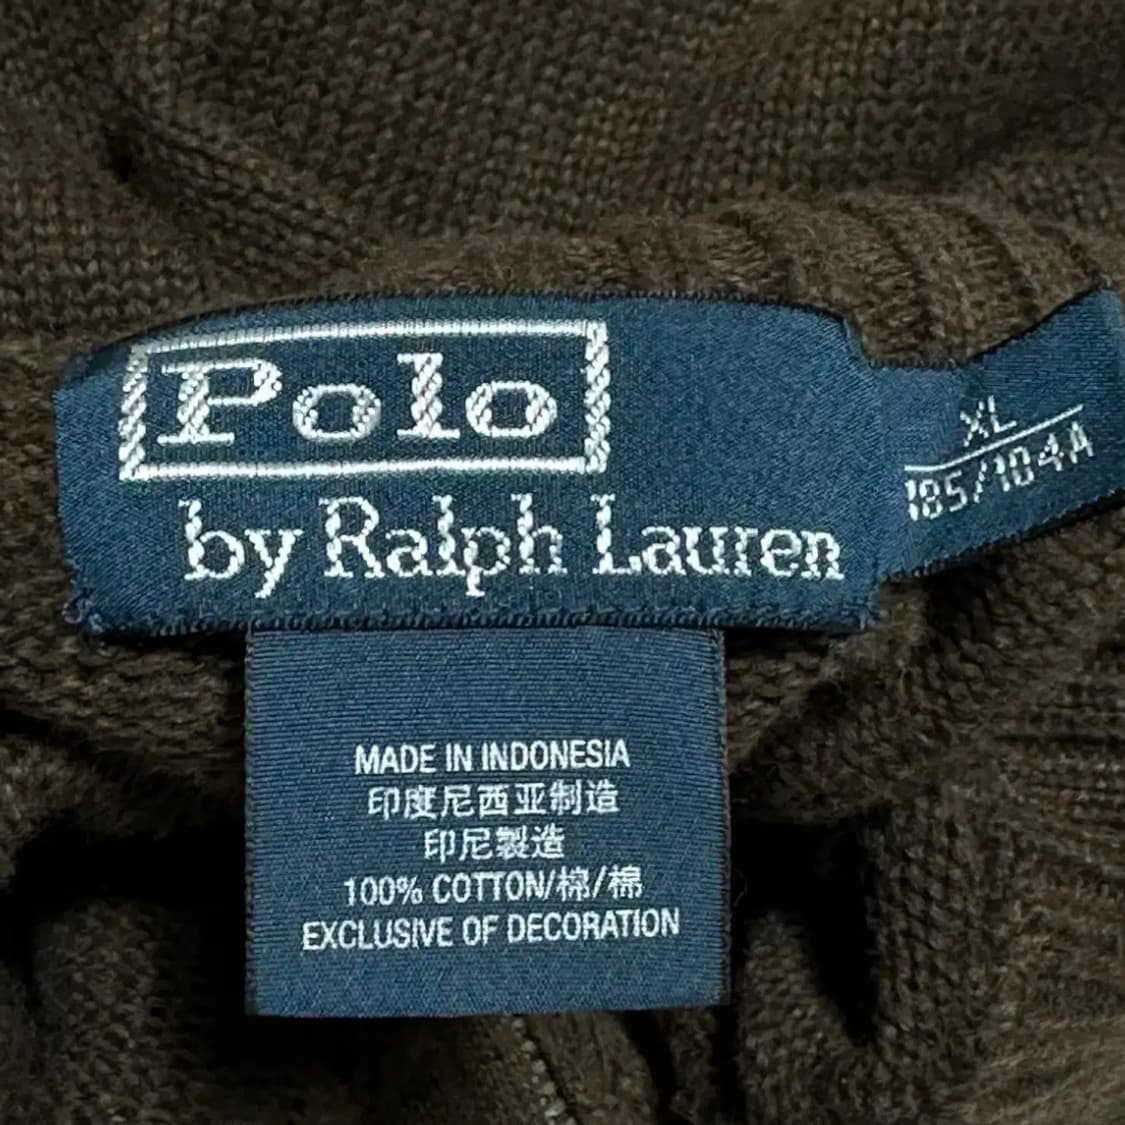 Polo
by Ralph Lauren
XL
185/104A
MADE IN INDONESIA
印度尼西亚制造
印尼製造
100% COTTON/棉/棉
EXCLUSIVE OF DECORATION